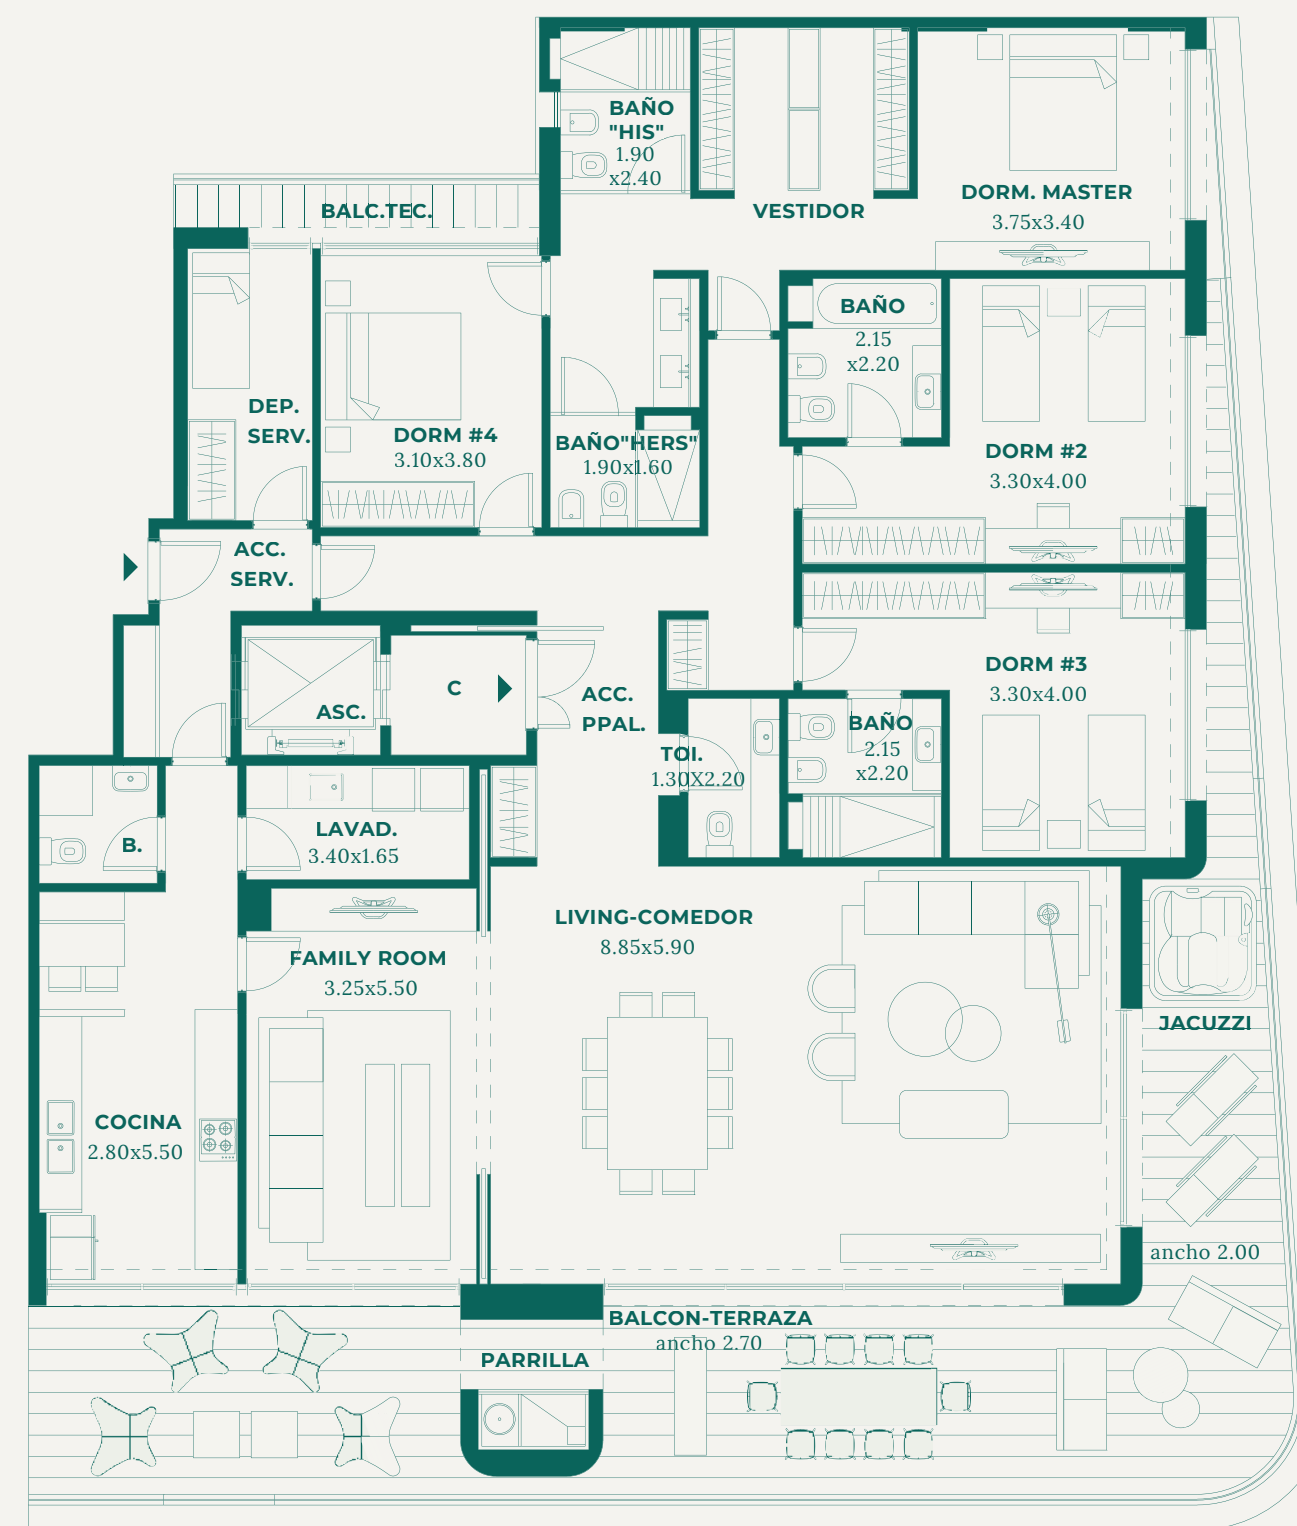 BAÑO
"HIS"
1.90
x2.40
BALC.TEC.
VESTIDOR
DORM. MASTER
3.75x3.40
BAÑO
2.15
x2.20
DEP.
SERV.
DORM #4
3.10x3.80
BAÑO"HERS"
1.90x1.60
DORM #2
3.30x4.00
ACC.
SERV.
ASC.
C
ACC.
PPAL.
DORM #3
3.30x4.00
TOI.
1.30X2.20
BAÑO
2.15
x2.20
B.
LAVAD.
3.40x1.65
LIVING-COMEDOR
8.85x5.90
FAMILY ROOM
3.25x5.50
JACUZZI
COCINA
2.80x5.50
ancho 2.00
BALCON-TERRAZA
ancho 2.70
PARRILLA